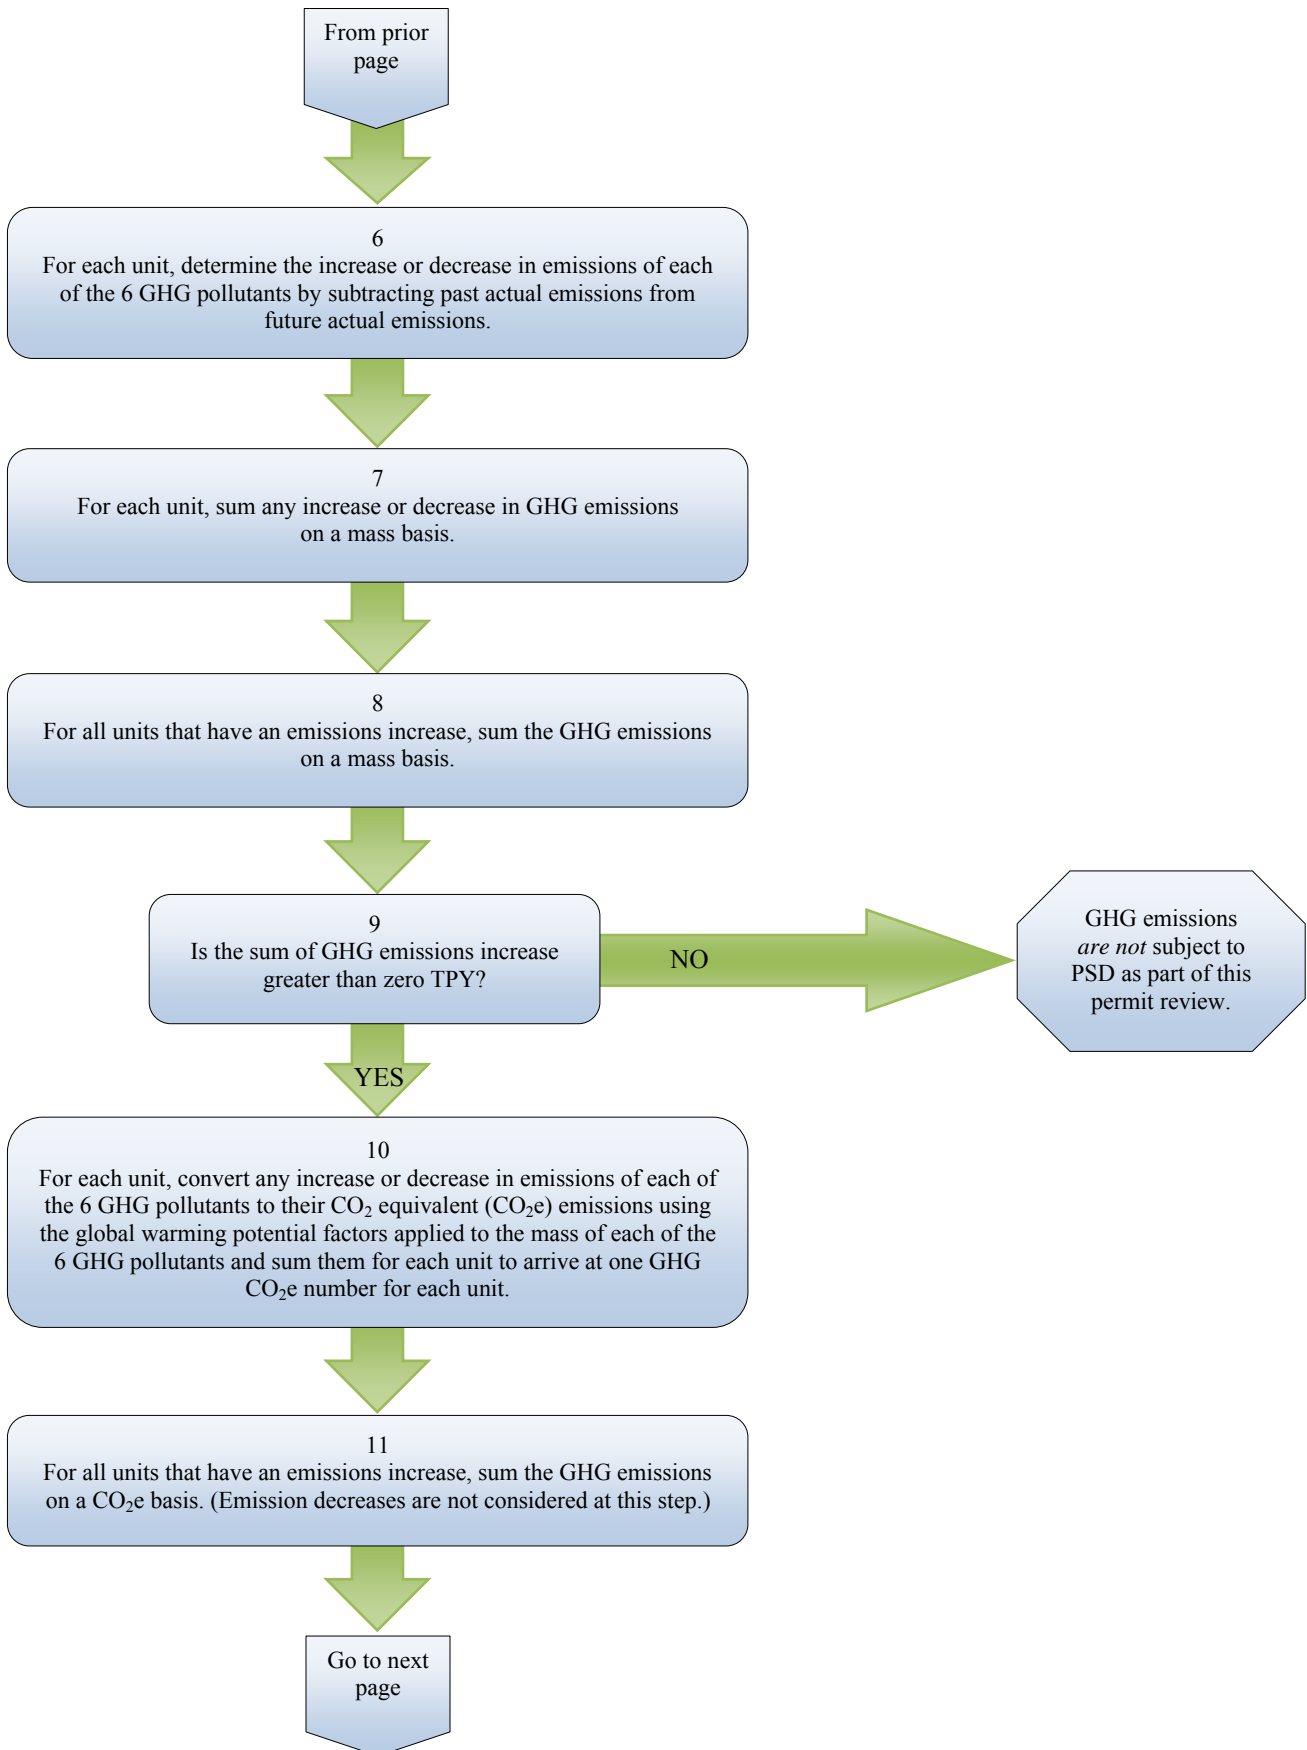 From prior
page
6
For each unit, determine the increase or decrease in emissions of each
of the 6 GHG pollutants by subtracting past actual emissions from
future actual emissions.
7
For each unit, sum any increase or decrease in GHG emissions
on a mass basis.
8
For all units that have an emissions increase, sum the GHG emissions
on a mass basis.
9
Is the sum of GHG emissions increase
greater than zero TPY?
NO
GHG emissions
are not subject to
PSD as part of this
permit review.
YES
10
For each unit, convert any increase or decrease in emissions of each of
the 6 GHG pollutants to their CO₂ equivalent (CO₂e) emissions using
the global warming potential factors applied to the mass of each of the
6 GHG pollutants and sum them for each unit to arrive at one GHG
CO₂e number for each unit.
11
For all units that have an emissions increase, sum the GHG emissions
on a CO₂e basis. (Emission decreases are not considered at this step.)
Go to next
page